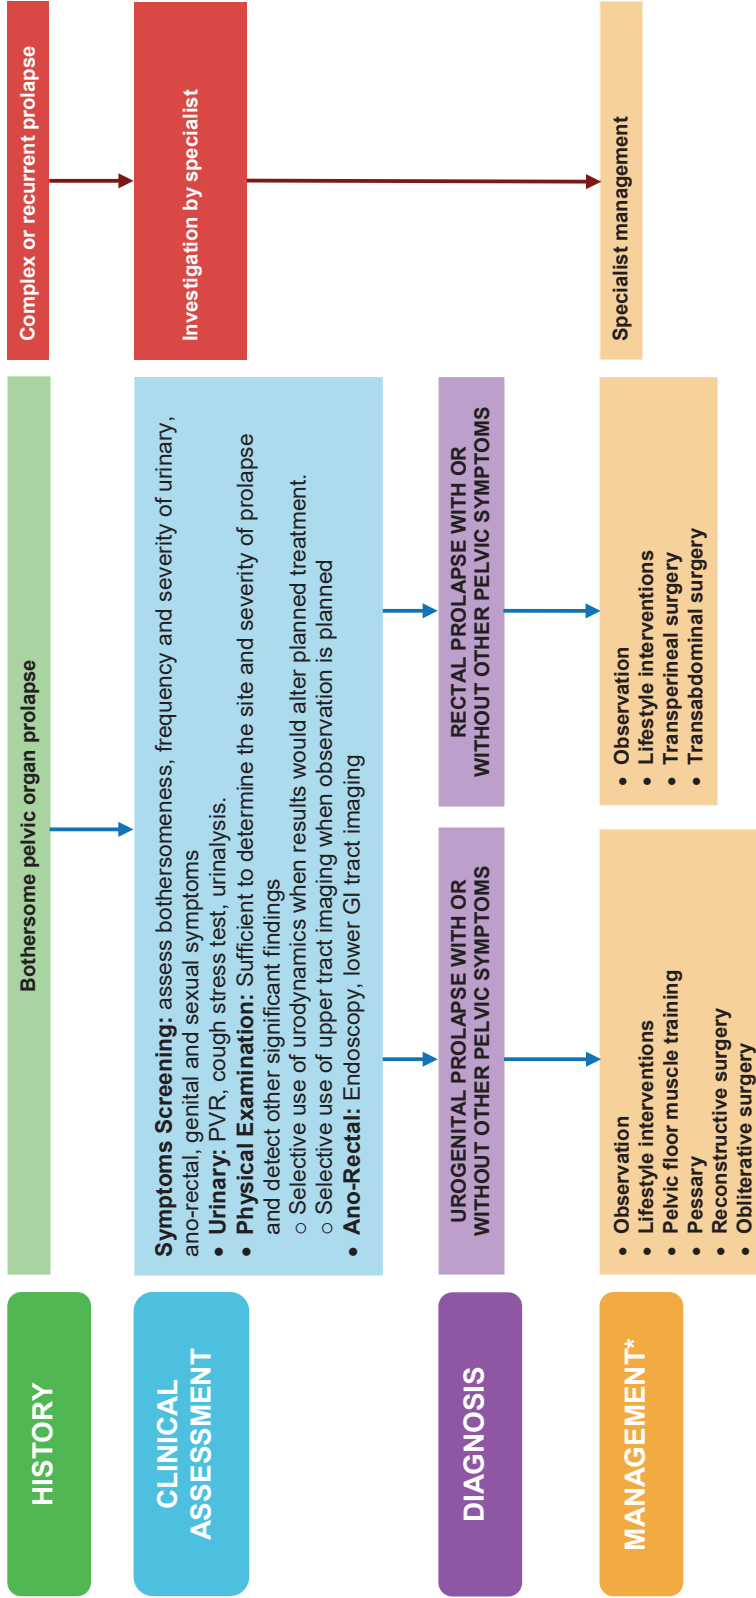 HISTORY
Bothersome pelvic organ prolapse
Complex or recurrent prolapse
CLINICAL
ASSESSMENT
Symptoms Screening: assess bothersomeness, frequency and severity of urinary,
ano-rectal, genital and sexual symptoms
• Urinary: PVR, cough stress test, urinalysis.
• Physical Examination: Sufficient to determine the site and severity of prolapse
and detect other significant findings
○ Selective use of urodynamics when results would alter planned treatment.
○ Selective use of upper tract imaging when observation is planned
• Ano-Rectal: Endoscopy, lower GI tract imaging
Investigation by specialist
DIAGNOSIS
UROGENITAL PROLAPSE WITH OR
WITHOUT OTHER PELVIC SYMPTOMS
RECTAL PROLAPSE WITH OR
WITHOUT OTHER PELVIC SYMPTOMS
MANAGEMENT*
• Observation
• Lifestyle interventions
• Pelvic floor muscle training
• Pessary
• Reconstructive surgery
• Obliterative surgery
• Observation
• Lifestyle interventions
• Transperineal surgery
• Transabdominal surgery
Specialist management